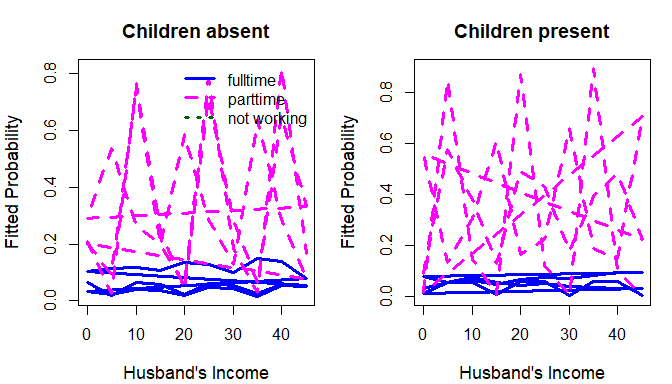 Children absent
Fitted Probability
0.0 0.2 0.4 0.6 0.8
fulltime
parttime
not working
0 10 20 30 40
Husband's Income
Children present
Fitted Probability
0.0 0.2 0.4 0.6 0.8
0 10 20 30 40
Husband's Income